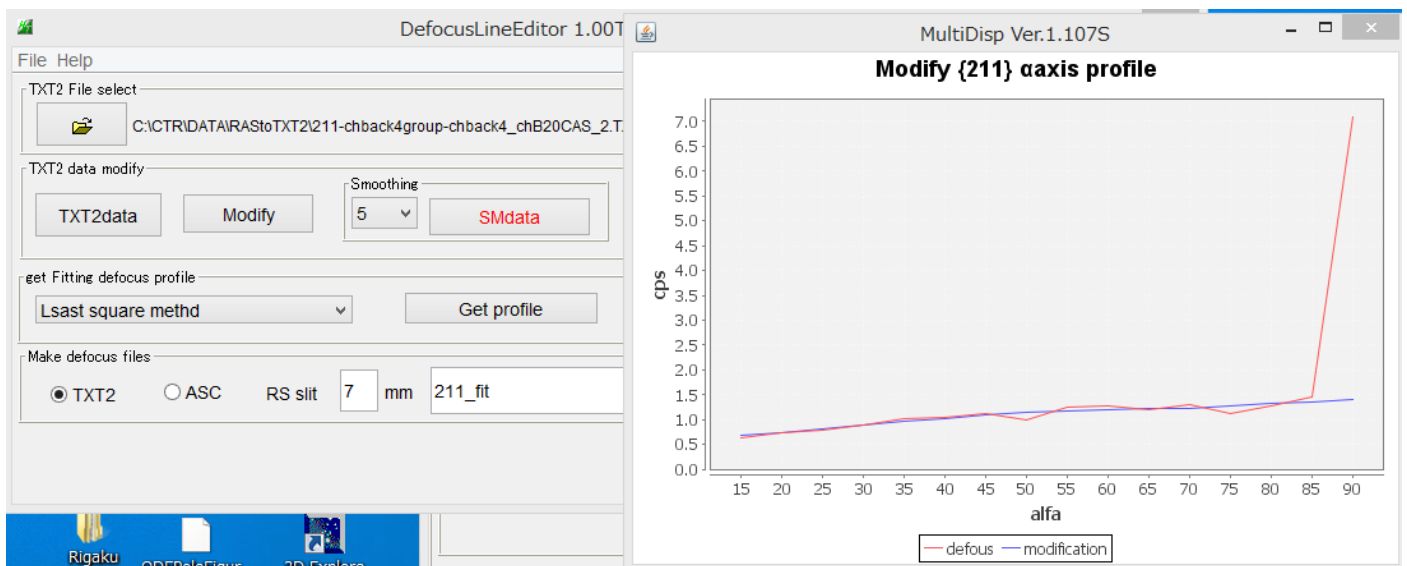 DefocusLineEditor 1.00T
File Help
TXT2 File select
C:\CTR\DATA\RAStoTXT2\211-chback4group-chback4_chB20CAS_2.T
TXT2 data modify
TXT2data
Modify
Smoothing
5
SMdata
get Fitting defocus profile
Lsast square methd
Get profile
Make defocus files
TXT2
ASC
RS slit
7
mm
211_fit
Rigaku
MultiDisp Ver.1.107S
Modify {211} αaxis profile
cps
7.0
6.5
6.0
5.5
5.0
4.5
4.0
3.5
3.0
2.5
2.0
1.5
1.0
0.5
0.0
15 20 25 30 35 40 45 50 55 60 65 70 75 80 85 90
alfa
defous modification